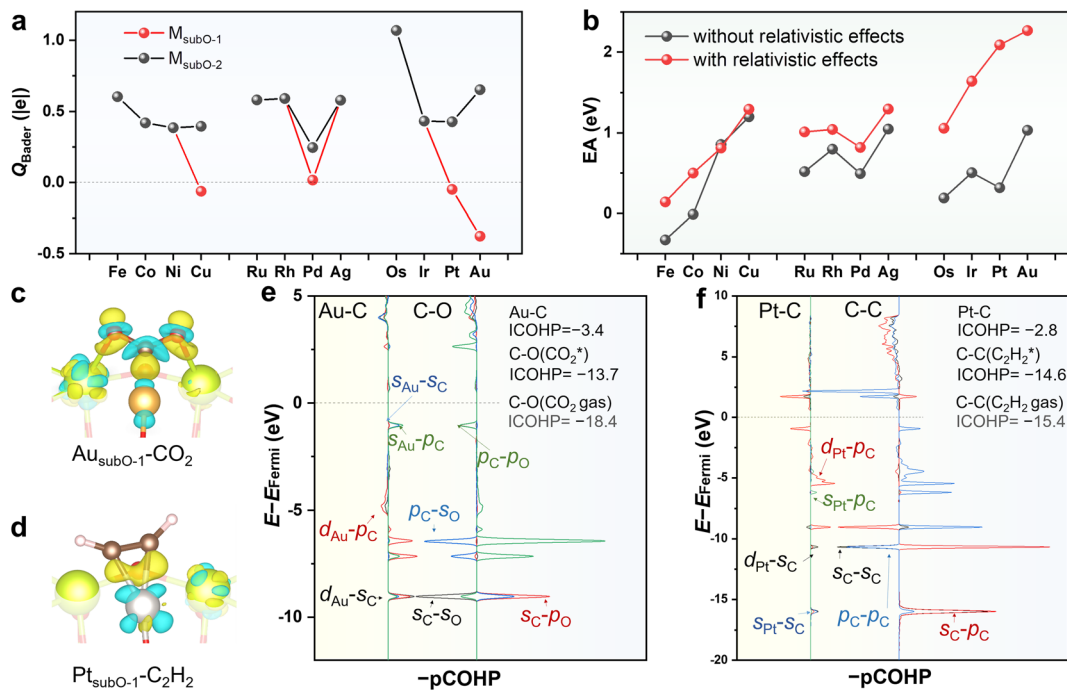 a
1.0
0.5
0.0
-0.5
Q_Bader (|e|)
M_subO-1
M_subO-2
Fe Co Ni Cu Ru Rh Pd Ag Os Ir Pt Au
b
2
1
0
EA (eV)
without relativistic effects
with relativistic effects
Fe Co Ni Cu Ru Rh Pd Ag Os Ir Pt Au
c
Au_subO-1-CO₂
d
Pt_subO-1-C₂H₂
e
5
0
-5
-10
E−E_Fermi (eV)
Au-C C-O
Au-C
ICOHP=−3.4
C-O(CO₂*)
ICOHP= −13.7
C-O(CO₂ gas)
ICOHP= −18.4
s_Au-s_C
s_Au-p_C
p_C-p_O
d_Au-p_C
p_C-s_O
d_Au-s_C
s_C-s_O
s_C-p_O
−pCOHP
f
10
5
0
-5
-10
-15
-20
E−E_Fermi (eV)
Pt-C C-C
Pt-C
ICOHP= −2.8
C-C(C₂H₂*)
ICOHP= −14.6
C-C(C₂H₂ gas)
ICOHP= −15.4
d_Pt-p_C
s_Pt-p_C
d_Pt-s_C
s_C-s_C
s_Pt-s_C
p_C-p_C
s_C-p_C
−pCOHP